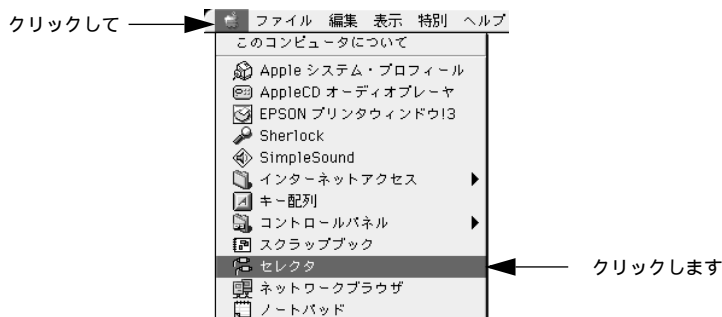 クリックして
ファイル 編集 表示 特別 ヘルプ
このコンピュータについて
Apple システム・プロフィール
AppleCD オーディオプレーヤ
EPSON プリンタウィンドウ!3
Sherlock
SimpleSound
インターネットアクセス
キー配列
コントロールパネル
スクラップブック
セレクタ
クリックします
ネットワークブラウザ
ノートパッド